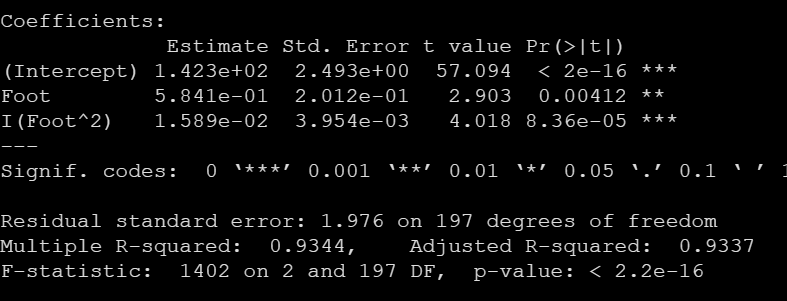 Coefficients:
Estimate Std. Error t value Pr(>|t|)
(Intercept) 1.423e+02 2.493e+00 57.094 < 2e-16 ***
Foot 5.841e-01 2.012e-01 2.903 0.00412 **
I(Foot^2) 1.589e-02 3.954e-03 4.018 8.36e-05 ***
---
Signif. codes: 0 ‘***’ 0.001 ‘**’ 0.01 ‘*’ 0.05 ‘.’ 0.1 ‘ ’ 1
Residual standard error: 1.976 on 197 degrees of freedom
Multiple R-squared: 0.9344, Adjusted R-squared: 0.9337
F-statistic: 1402 on 2 and 197 DF, p-value: < 2.2e-16